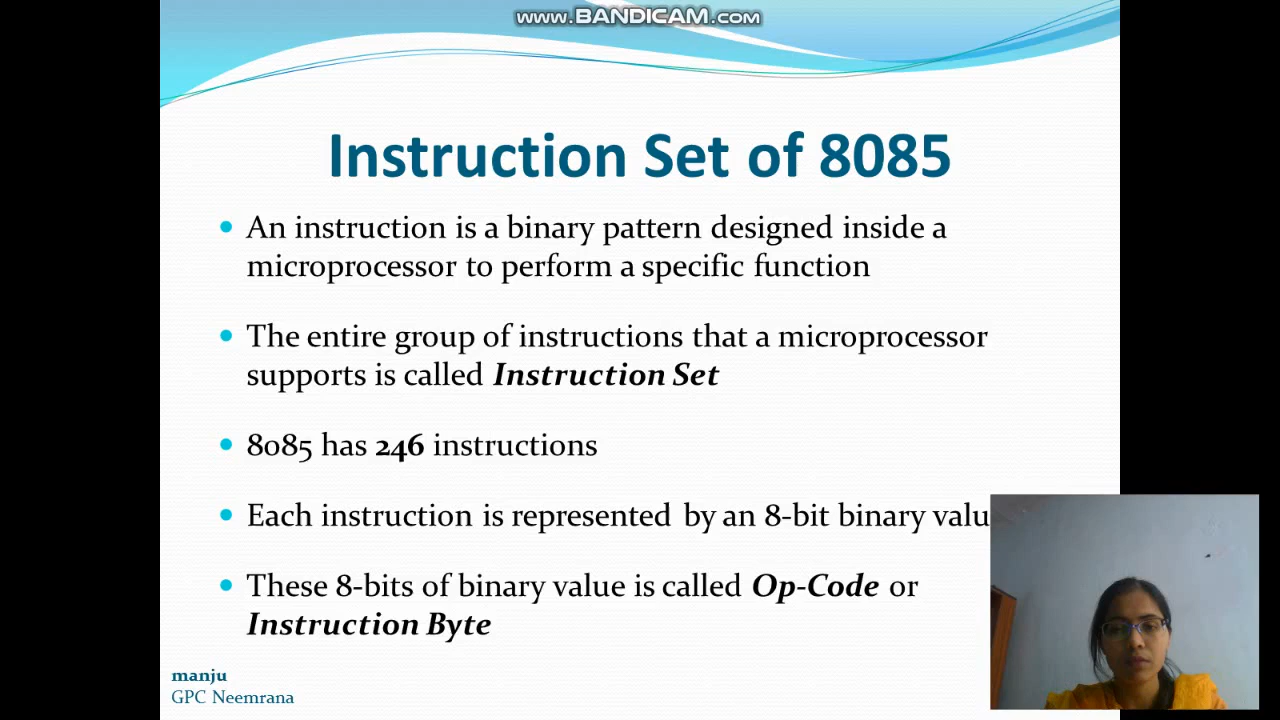 www.BANDICAM.com
Instruction Set of 8085
• An instruction is a binary pattern designed inside a
microprocessor to perform a specific function
• The entire group of instructions that a microprocessor
supports is called Instruction Set
• 8085 has 246 instructions
• Each instruction is represented by an 8-bit binary valu
• These 8-bits of binary value is called Op-Code or
Instruction Byte
manju
GPC Neemrana